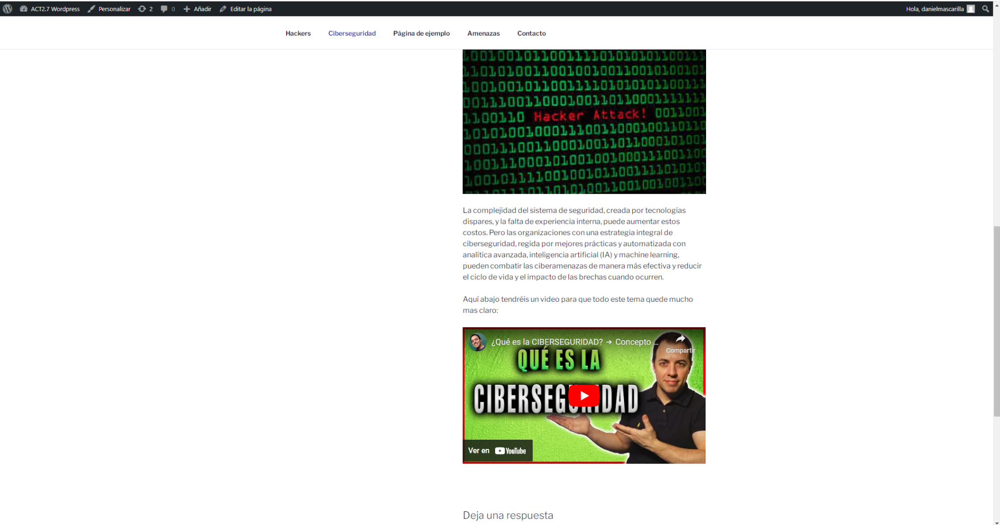 ACT2.7 Wordpress Personalizar 2 0 Añadir Editar la página Hola, danielmascarilla
Hackers Ciberseguridad Página de ejemplo Amenazas Contacto
Hacker Attack!
La complejidad del sistema de seguridad, creada por tecnologías
dispares, y la falta de experiencia interna, puede aumentar estos
costos. Pero las organizaciones con una estrategia integral de
ciberseguridad, regida por mejores prácticas y automatizada con
analítica avanzada, inteligencia artificial (IA) y machine learning,
pueden combatir las ciberamenazas de manera más efectiva y reducir
el ciclo de vida y el impacto de las brechas cuando ocurren.
Aquí abajo tendréis un video para que todo este tema quede mucho
mas claro:
¿Qué es la CIBERSEGURIDAD? ➔ Concepto ...
Compartir
QUÉ ES LA
CIBERSEGURIDAD
Ver en YouTube
Deja una respuesta